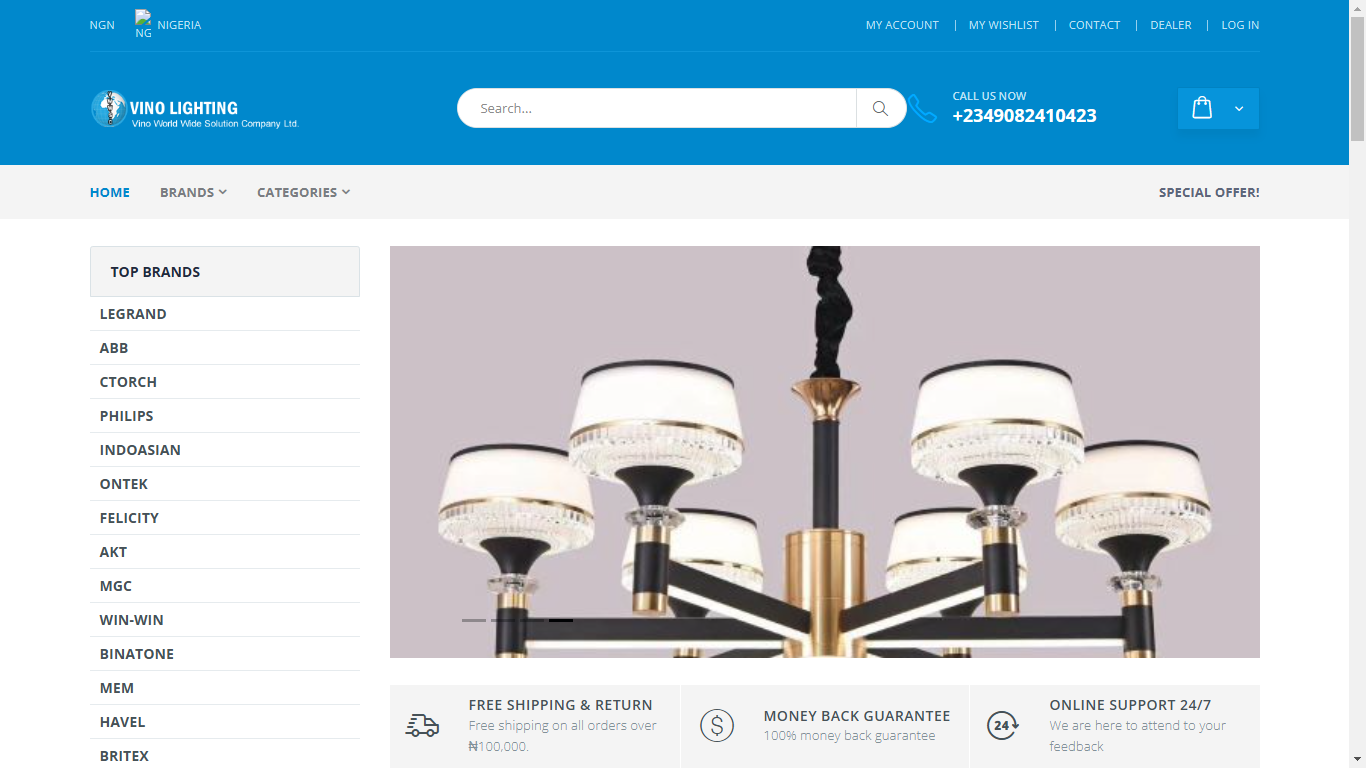 NGN
NG
NIGERIA
MY ACCOUNT
MY WISHLIST
CONTACT
DEALER
LOG IN
VINO LIGHTING
Vino World Wide Solution Company Ltd.
Search...
CALL US NOW
+2349082410423
HOME
BRANDS
CATEGORIES
SPECIAL OFFER!
TOP BRANDS
LEGRAND
ABB
CTORCH
PHILIPS
INDOASIAN
ONTEK
FELICITY
AKT
MGC
WIN-WIN
BINATONE
MEM
HAVEL
BRITEX
FREE SHIPPING & RETURN
Free shipping on all orders over
₦100,000.
MONEY BACK GUARANTEE
100% money back guarantee
24
ONLINE SUPPORT 24/7
We are here to attend to your
feedback